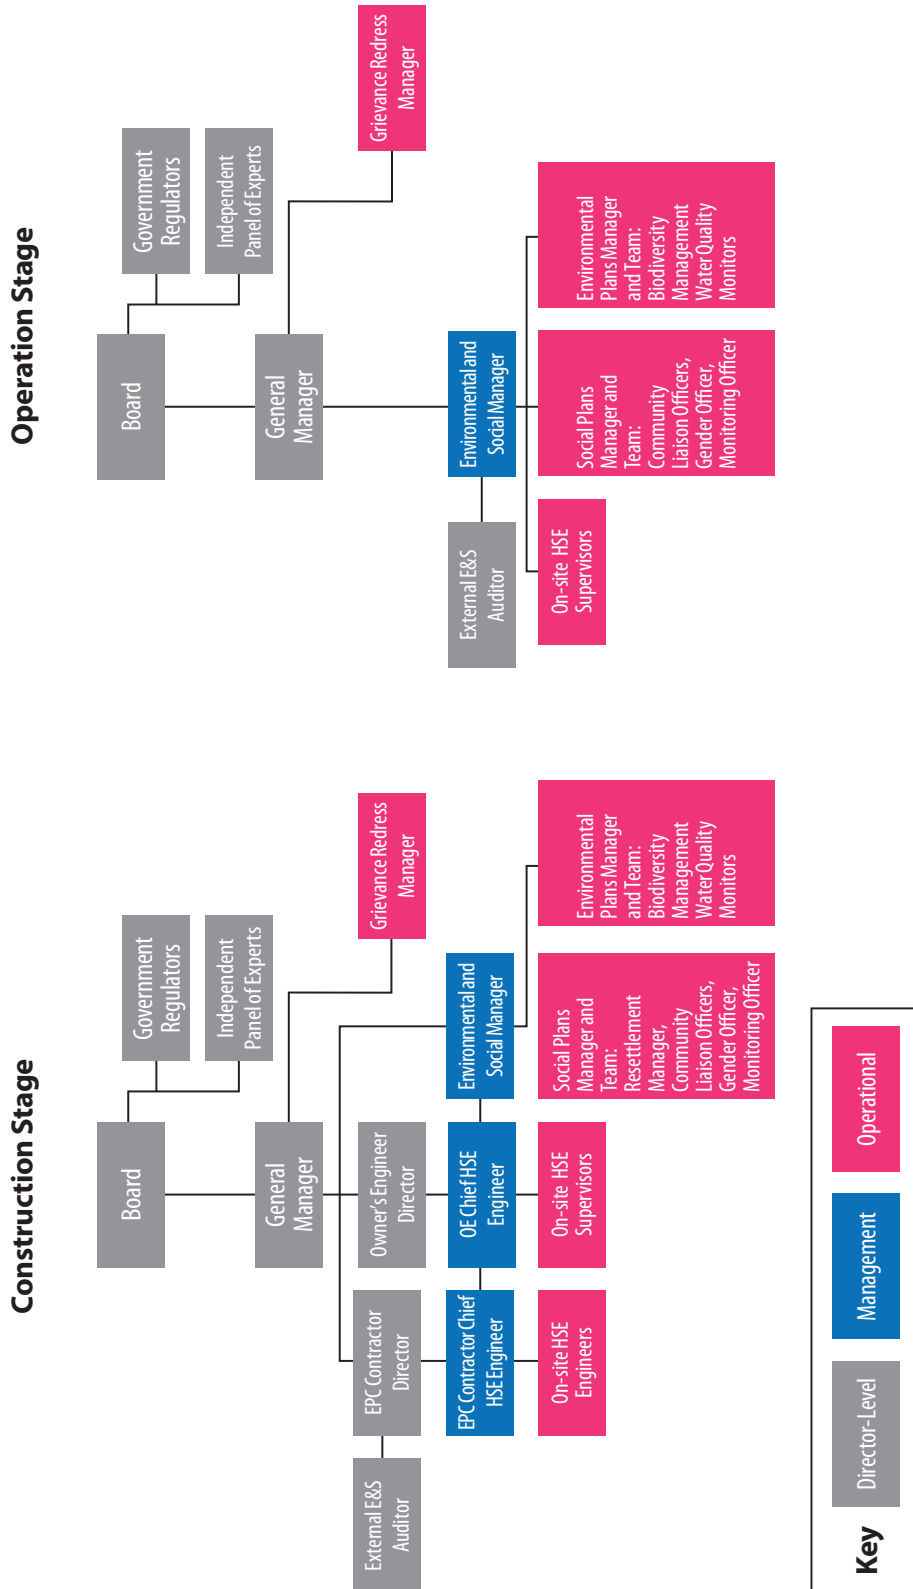 Construction Stage
Board
Government
Regulators
Independent
Panel of Experts
General
Manager
Grievance Redress
Manager
External E&S
Auditor
EPC Contractor
Director
Owner's Engineer
Director
EPC Contractor Chief
HSE Engineer
OE Chief HSE
Engineer
Environmental and
Social Manager
On-site HSE
Engineers
On-site HSE
Supervisors
Social Plans
Manager and
Team:
Resettlement
Manager,
Community
Liaison Officers,
Gender Officer,
Monitoring Officer
Environmental
Plans Manager
and Team:
Biodiversity
Management
Water Quality
Monitors
Operation Stage
Board
Government
Regulators
Independent
Panel of Experts
General
Manager
Grievance Redress
Manager
External E&S
Auditor
Environmental and
Social Manager
On-site HSE
Supervisors
Social Plans
Manager and
Team:
Community
Liaison Officers,
Gender Officer,
Monitoring Officer
Environmental
Plans Manager
and Team:
Biodiversity
Management
Water Quality
Monitors
Key
Director-Level
Management
Operational